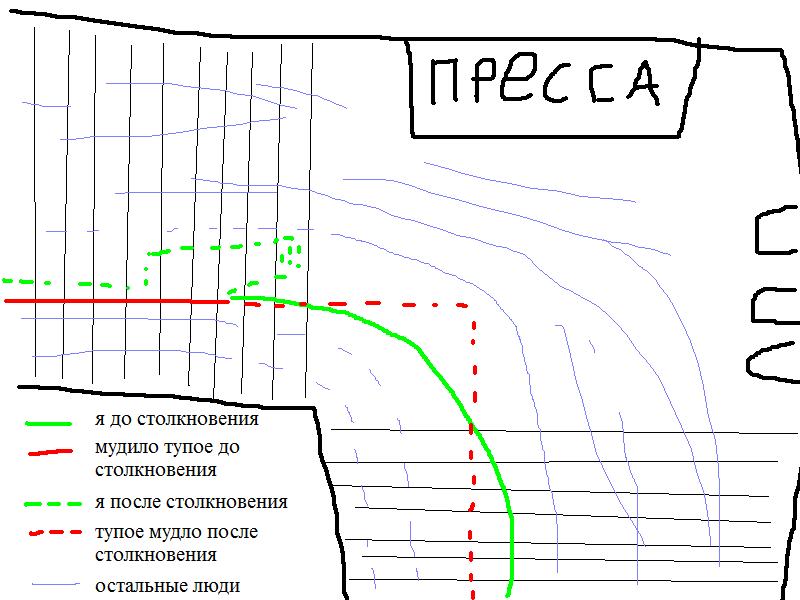 ПРЕССА
я до столкновения
мудило тупое до
столкновения
я после столкновения
тупое мудло после
столкновения
остальные люди